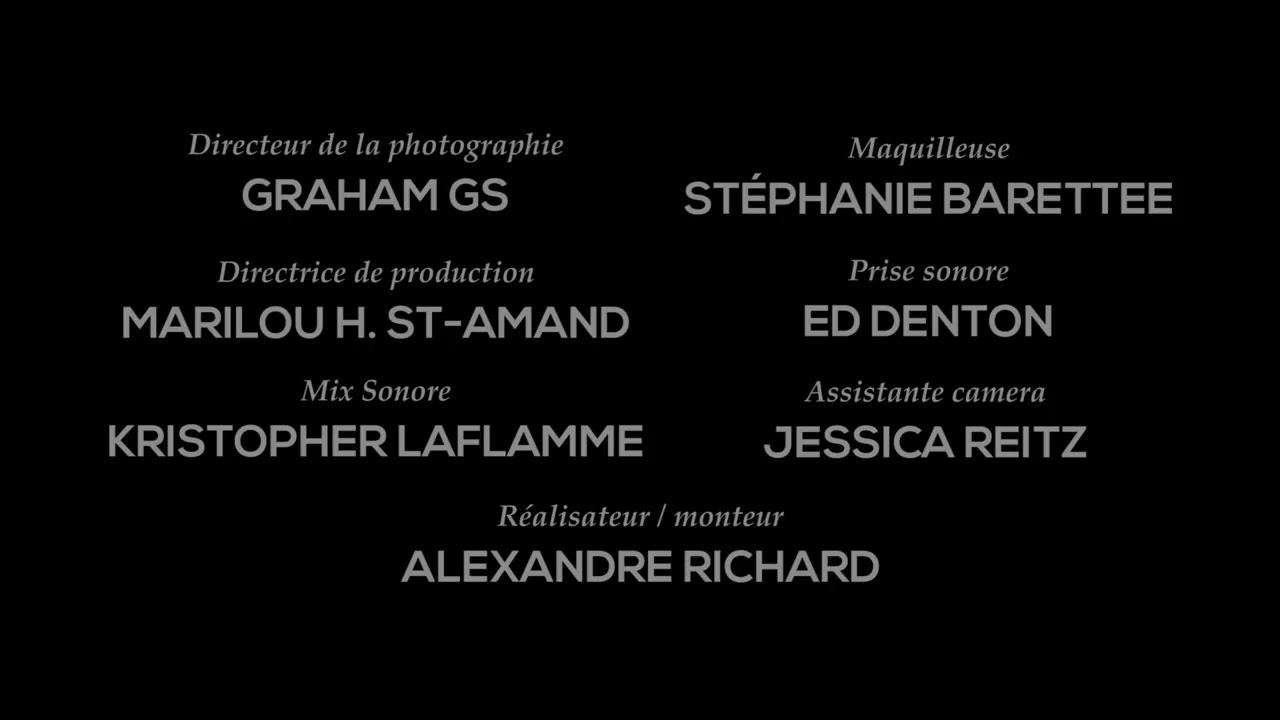 Directeur de la photographie
GRAHAM GS
Maquilleuse
STÉPHANIE BARETTEE
Directrice de production
MARILOU H. ST-AMAND
Prise sonore
ED DENTON
Mix Sonore
KRISTOPHER LAFLAMME
Assistante camera
JESSICA REITZ
Réalisateur / monteur
ALEXANDRE RICHARD